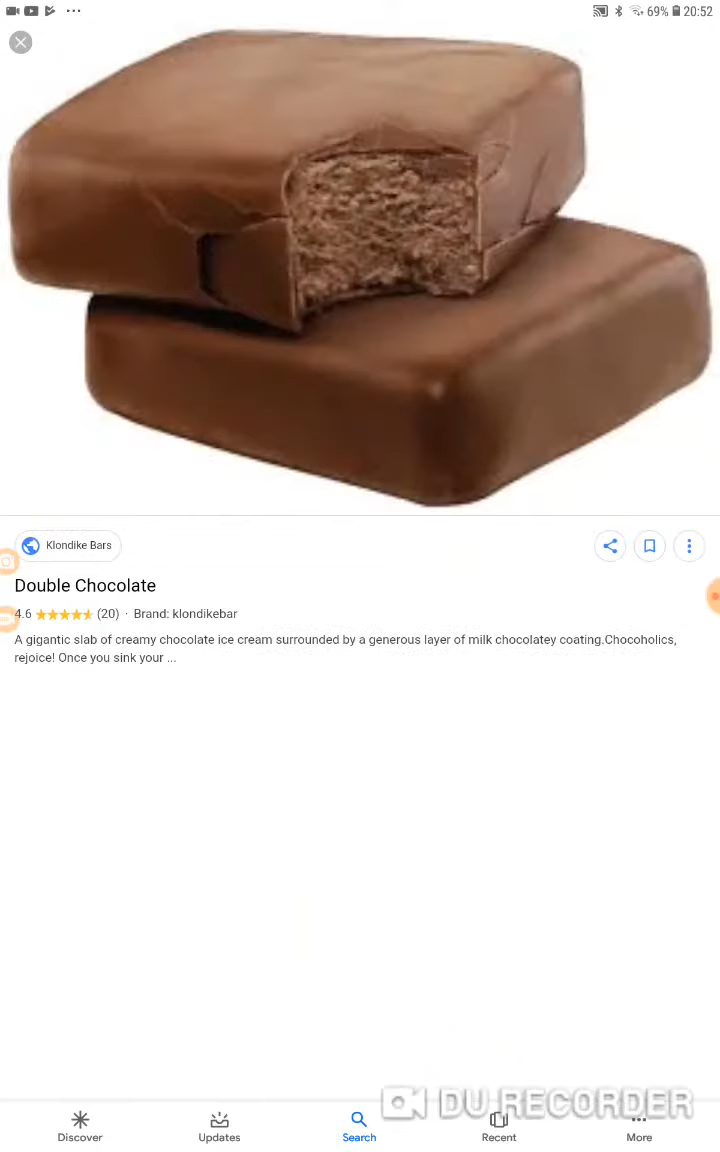 69% 20:52
Klondike Bars
Double Chocolate
4.6 (20) · Brand: klondikebar
A gigantic slab of creamy chocolate ice cream surrounded by a generous layer of milk chocolatey coating.Chocoholics,
rejoice! Once you sink your ...
DU RECORDER
Discover Updates Search Recent More